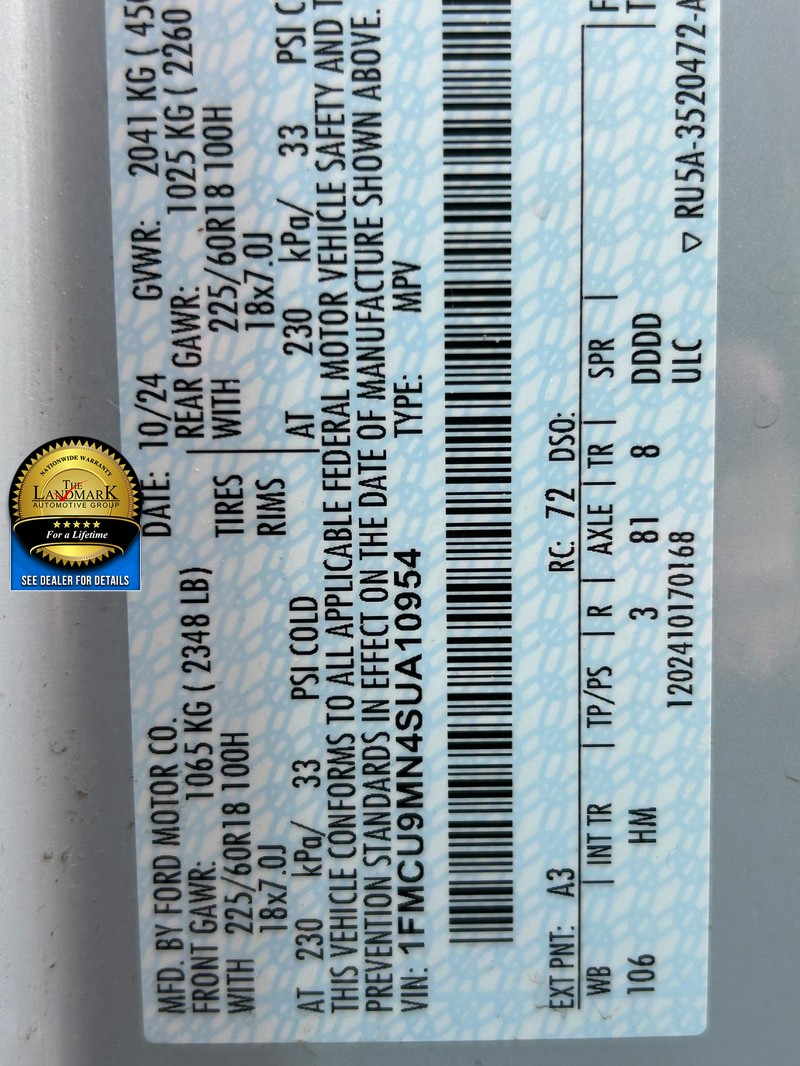 MFD. BY FORD MOTOR CO. DATE: 10/24 GVWR: 2041 KG ( 450
FRONT GAWR: 1065 KG ( 2348 LB) REAR GAWR: 1025 KG ( 2260
WITH 225/60R18 100H TIRES WITH 225/60R18 100H
18x7.0J RIMS 18x7.0J
AT 230 kPa/ 33 PSI COLD AT 230 kPa/ 33 PSI C
THIS VEHICLE CONFORMS TO ALL APPLICABLE FEDERAL MOTOR VEHICLE SAFETY AND T
PREVENTION STANDARDS IN EFFECT ON THE DATE OF MANUFACTURE SHOWN ABOVE.
VIN: 1FMCU9MN4SUA10954 TYPE: MPV
EXT PNT: A3 RC: 72 DSO:
WB INT TR TP/PS R AXLE TR SPR
106 HM 3 81 8 DDDD
1202410170168 ULC
▽ RU5A-3520472-A
NATIONWIDE WARRANTY
THE
LANDMARK
AUTOMOTIVE GROUP
For a Lifetime
SEE DEALER FOR DETAILS